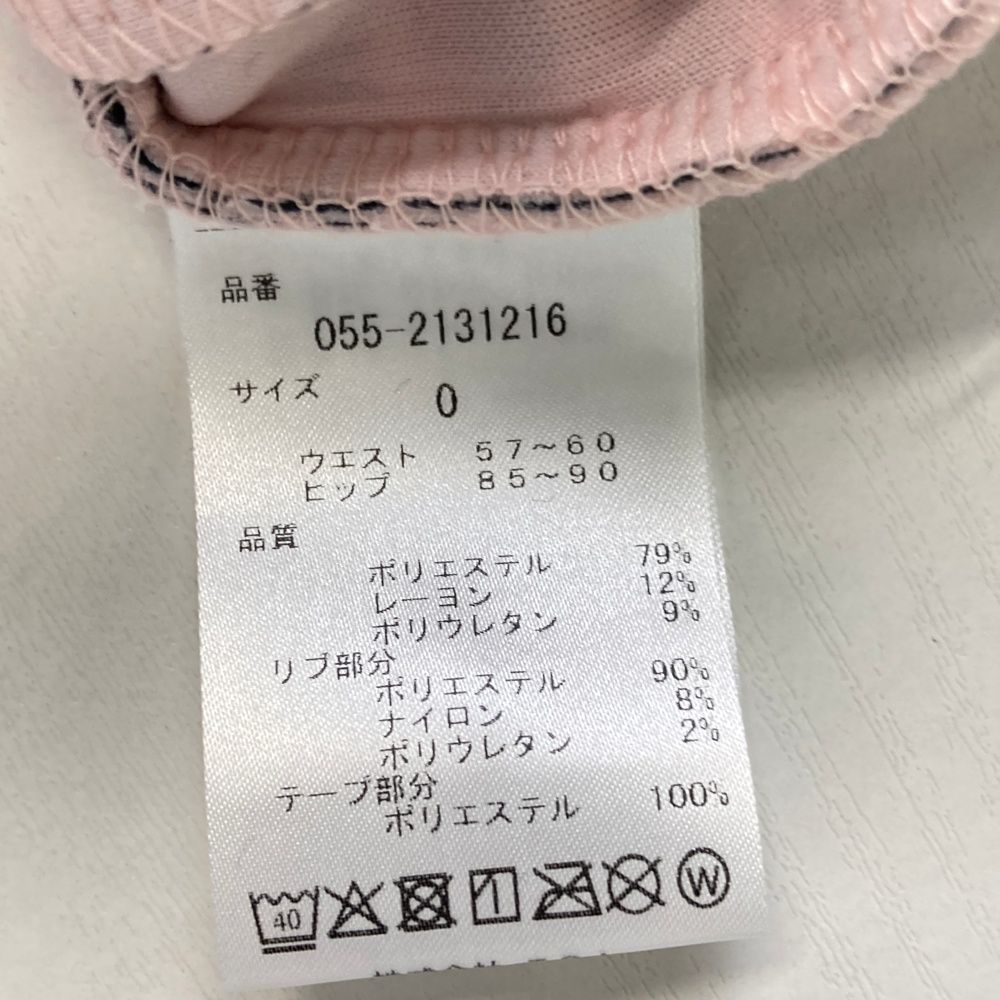 品番
055-2131216
サイズ
0
ウエスト 57～60
ヒップ 85～90
品質
ポリエステル 79%
レーヨン 12%
ポリウレタン 9%
リブ部分
ポリエステル 90%
ナイロン 8%
ポリウレタン 2%
テープ部分
ポリエステル 100%
40
W
株式会社